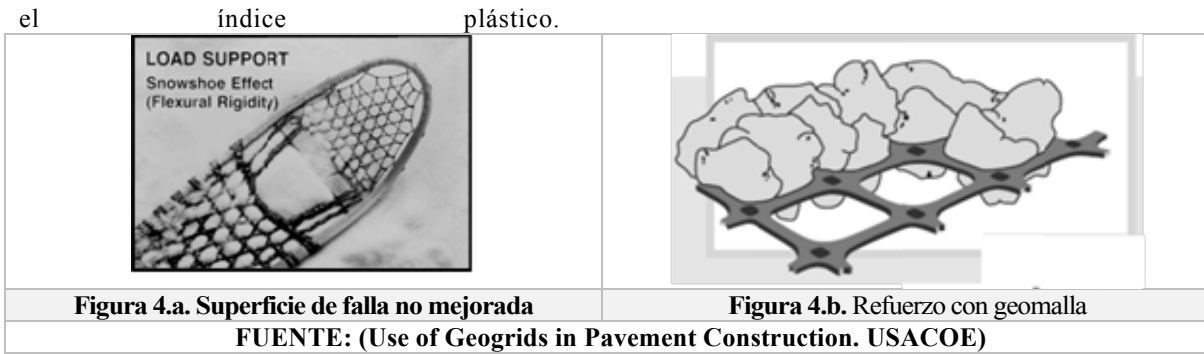 el índice plástico.
LOAD SUPPORT
Snowshoe Effect
(Flexural Rigidity)
Figura 4.a. Superficie de falla no mejorada
Figura 4.b. Refuerzo con geomalla
FUENTE: (Use of Geogrids in Pavement Construction. USACOE)